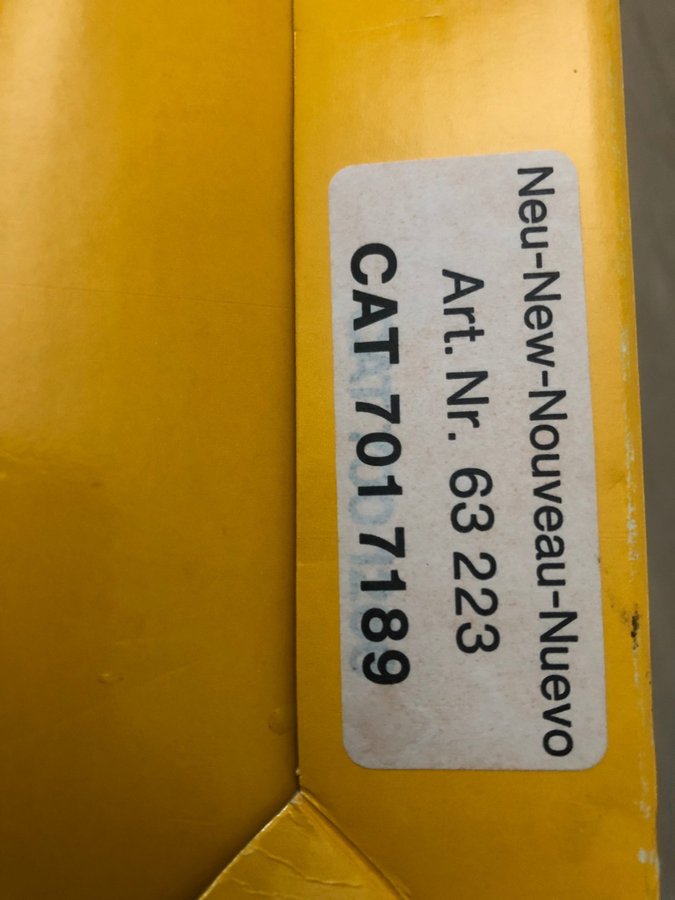 Neu-New-Nouveau-Nuevo
Art. Nr. 63 223
CAT 701 7189